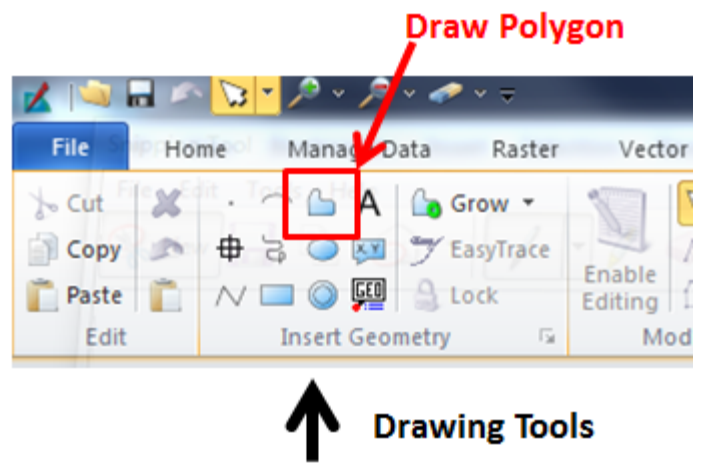 Draw Polygon
File Home Manage Data Raster Vector
Cut A Grow
Copy X Y EasyTrace Enable
Paste GEO Lock Editing
Edit Insert Geometry Mod
Drawing Tools